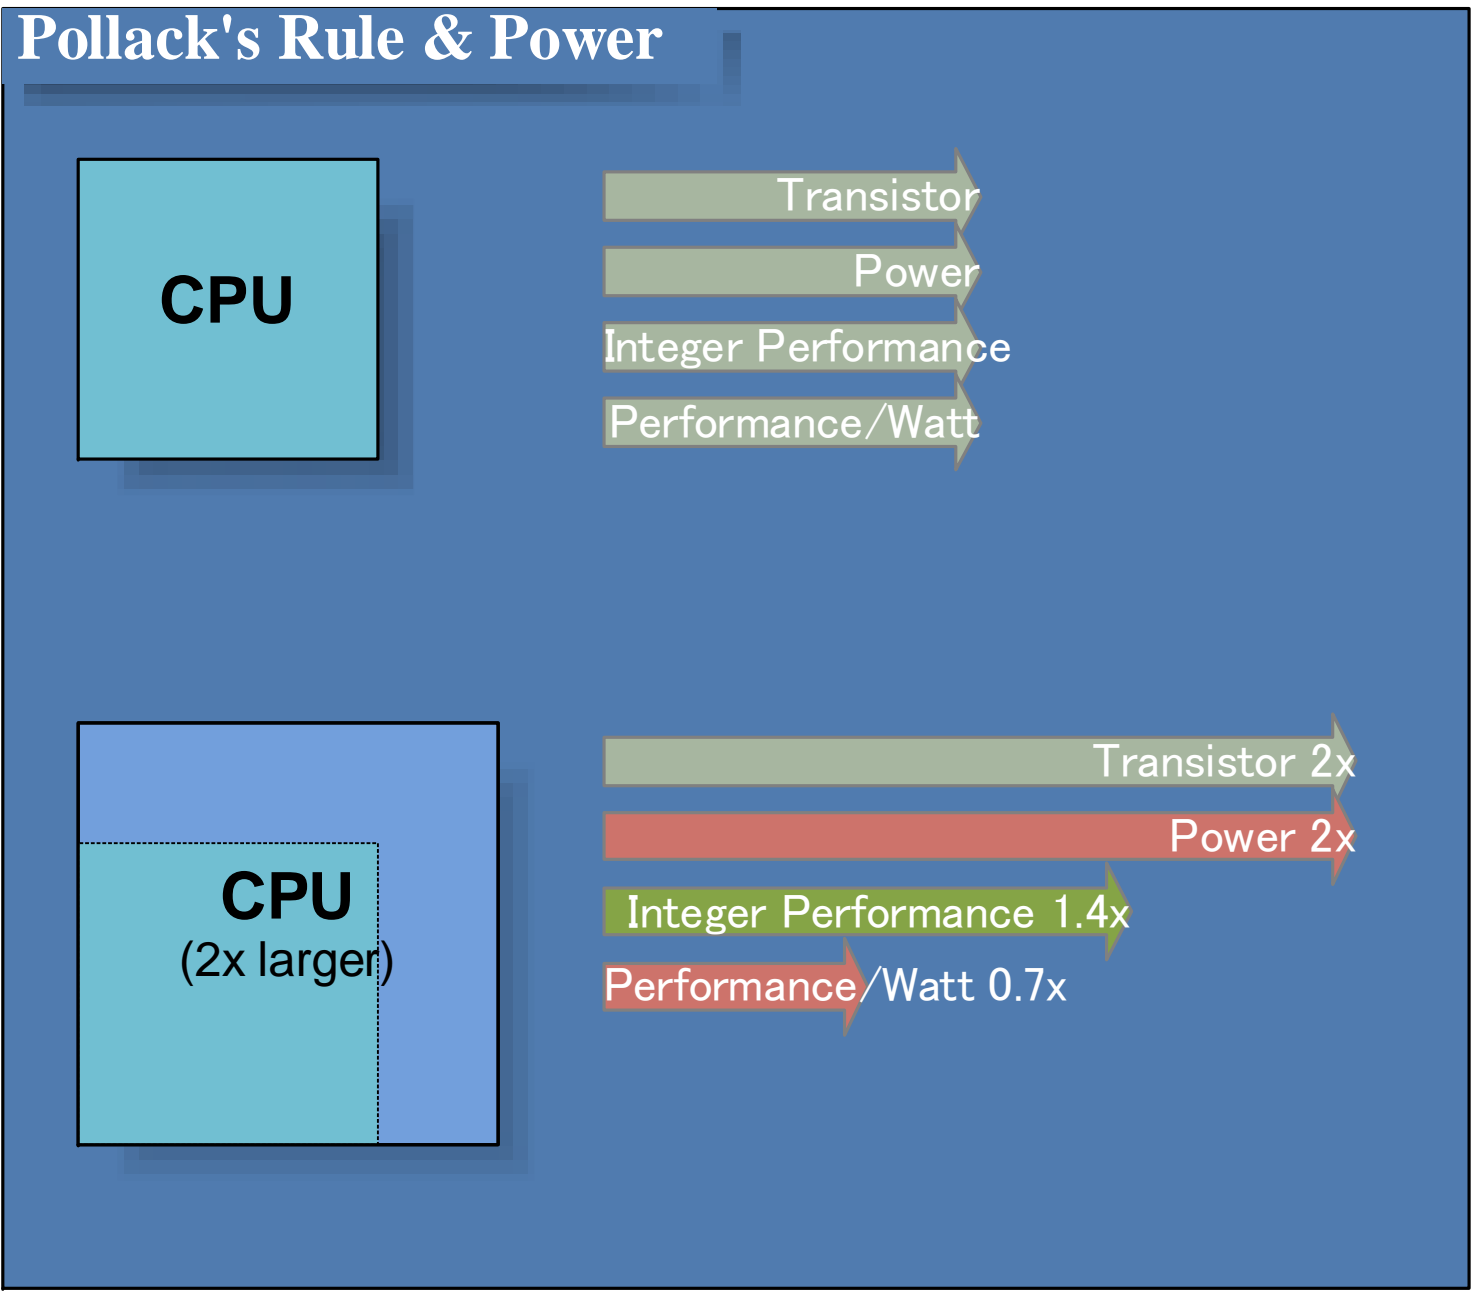 Pollack's Rule & Power
CPU
Transistor
Power
Integer Performance
Performance/Watt
CPU
(2x larger)
Transistor 2x
Power 2x
Integer Performance 1.4x
Performance/Watt 0.7x